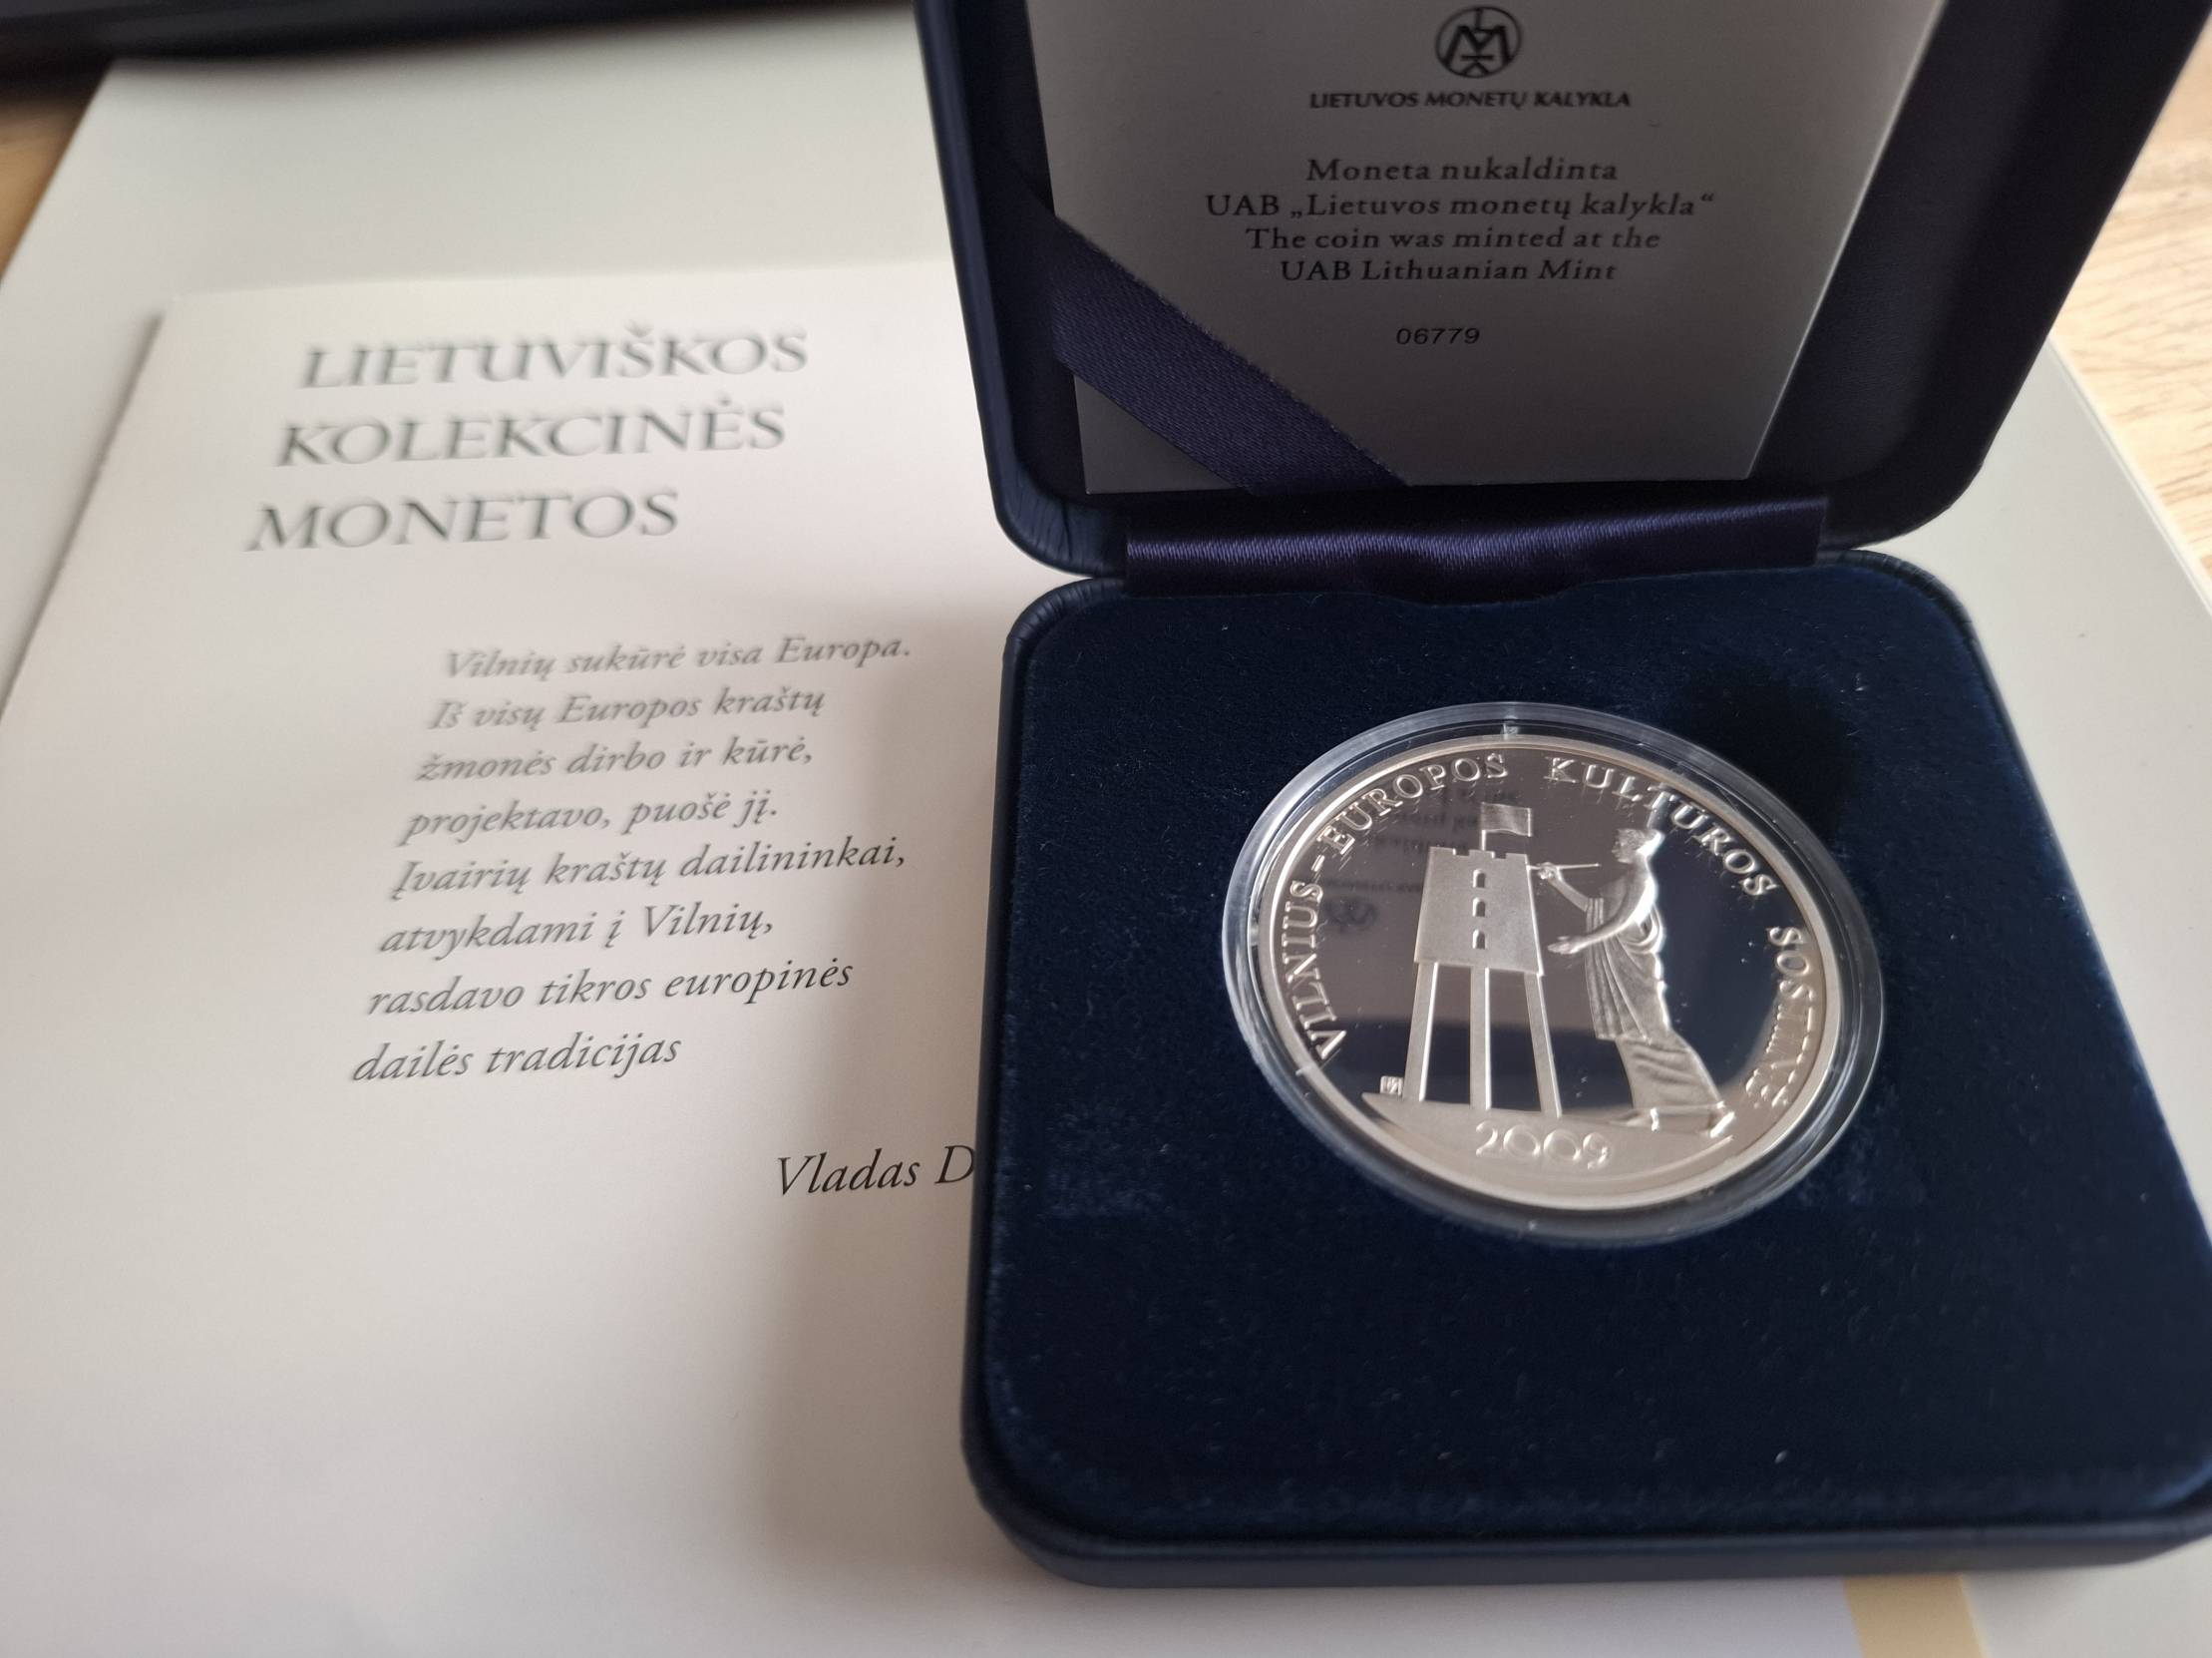 LIETUVIŠKOS
KOLEKCINĖS
MONETOS
Vilnių sukūrė visa Europa.
Iš visų Europos kraštų
žmonės dirbo ir kūrė,
projektavo, puošė jį.
Įvairių kraštų dailininkai,
atvykdami į Vilnių,
rasdavo tikros europinės
dailės tradicijas
Vladas D
LIETUVOS MONETŲ KALYKLA
Moneta nukaldinta
UAB „Lietuvos monetų kalykla“
The coin was minted at the
UAB Lithuanian Mint
06779
VILNIUS-EUROPOS KULTŪROS SOSTINĖ
2009